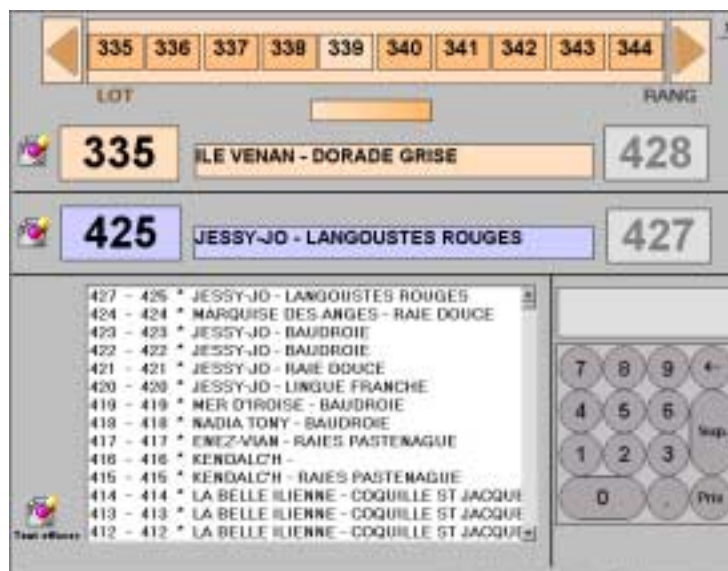 335 336 337 338 339 340 341 342 343 344
LOT RANG
335 ILE VENAN - DORADE GRISE 428
425 JESSY-JO - LANGOUSTES ROUGES 427
427 - 425 * JESSY-JO - LANGOUSTES ROUGES
424 - 424 * MARQUISE DES ANGES - RAIE DOUCE
423 - 423 * JESSY-JO - BAUDROIE
422 - 422 * JESSY-JO - BAUDROIE
421 - 421 * JESSY-JO - RAIE DOUCE
420 - 420 * JESSY-JO - LINGUE FRANCHE
419 - 419 * MER D'IROISE - BAUDROIE
418 - 418 * NADIA TONY - BAUDROIE
417 - 417 * ENEZ-VIAN - RAIES PASTENAGUE
416 - 416 * KENDALC'H -
415 - 415 * KENDALC'H - RAIES PASTENAGUE
414 - 414 * LA BELLE ILIENNE - COQUILLE ST JACQUE
413 - 413 * LA BELLE ILIENNE - COQUILLE ST JACQUE
412 - 412 * LA BELLE ILIENNE - COQUILLE ST JACQUE
Tout effacer
7 8 9 ←
4 5 6 Supp.
1 2 3
0 . Prix